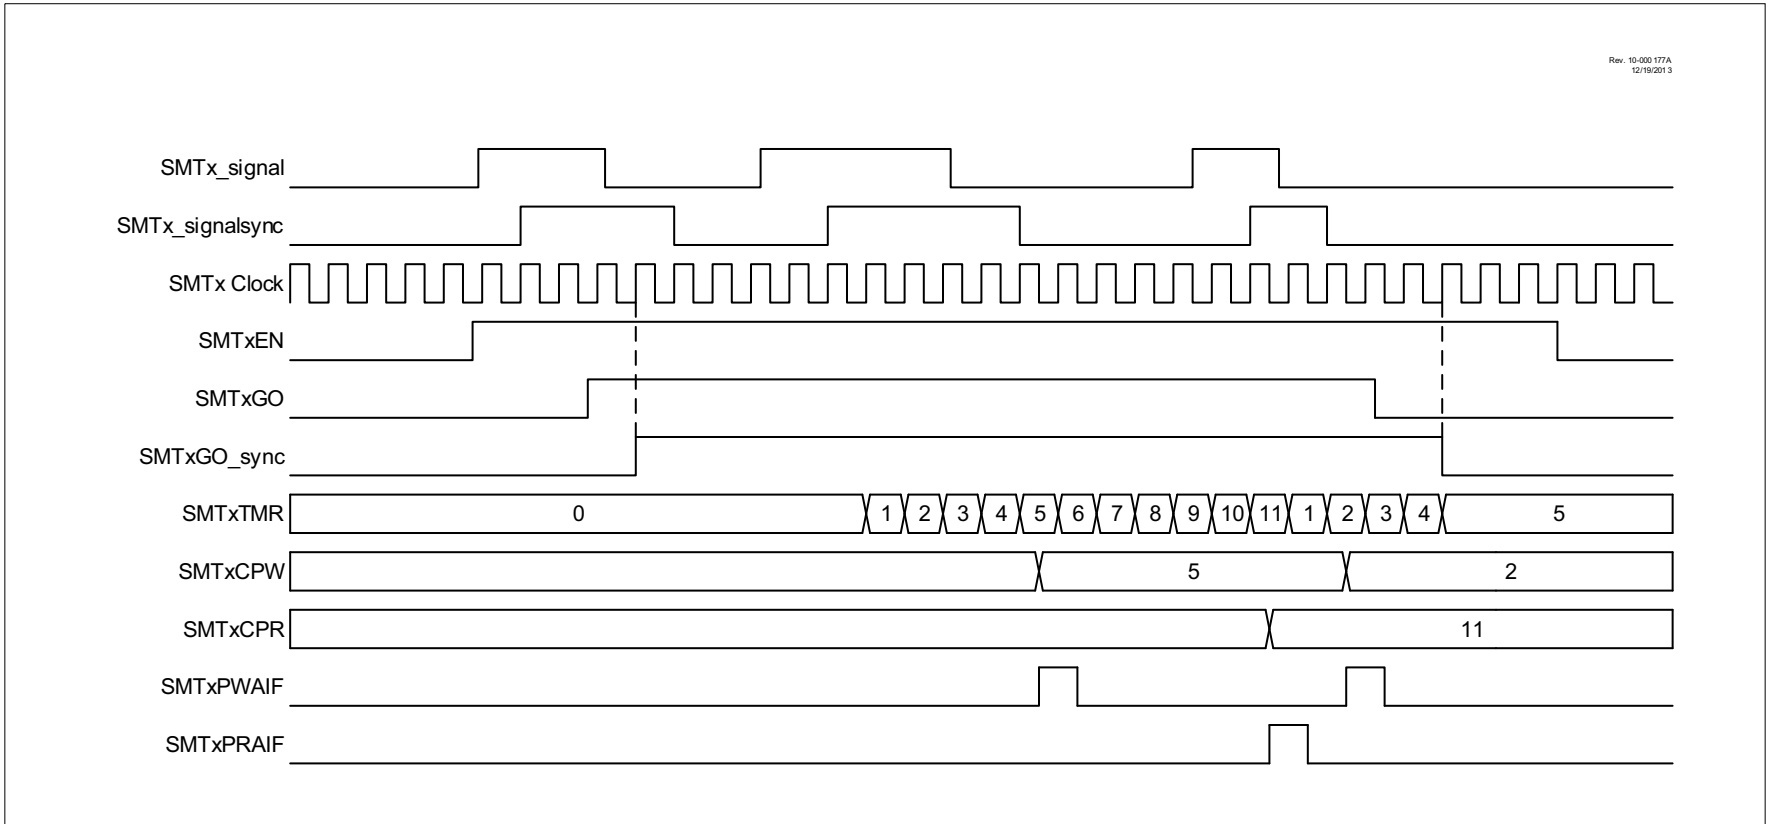 Rev. 10-000 177A
12/19/201 3
SMTx_signal
SMTx_signalsync
SMTx Clock
SMTxEN
SMTxGO
SMTxGO_sync
SMTxTMR 0 1 2 3 4 5 6 7 8 9 10 11 1 2 3 4 5
SMTxCPW 5 2
SMTxCPR 11
SMTxPWAIF
SMTxPRAIF